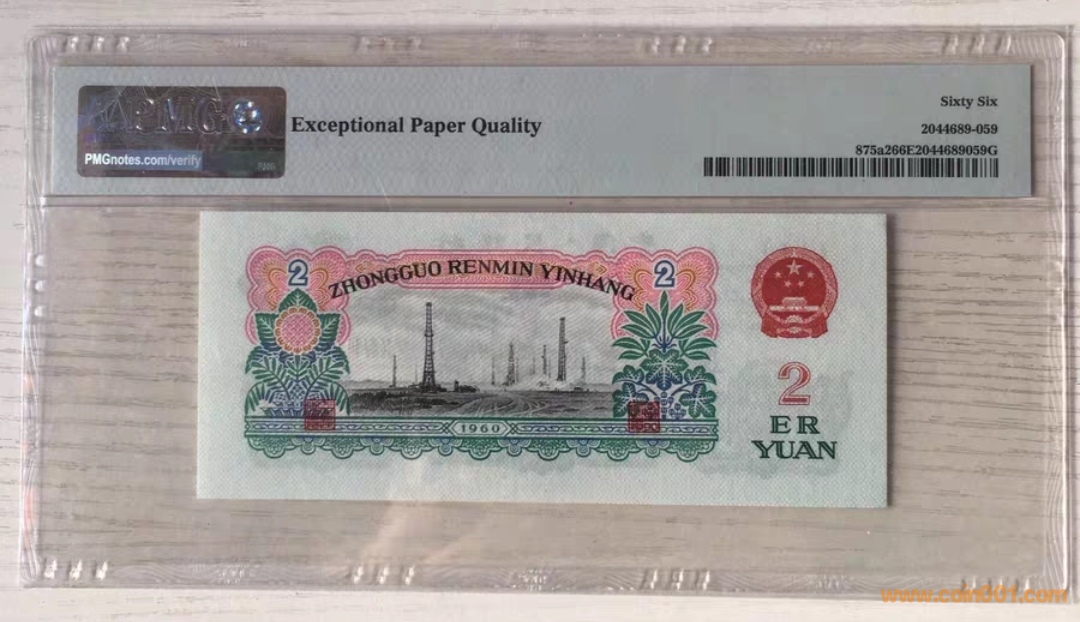 PMG
PMGnotes.com/verify
Exceptional Paper Quality
Sixty Six
2044689-059
875a266E2044689059G
2
ZHONGGUO RENMIN YINHANG
2
1960
2
ER
YUAN
www.coin001.com